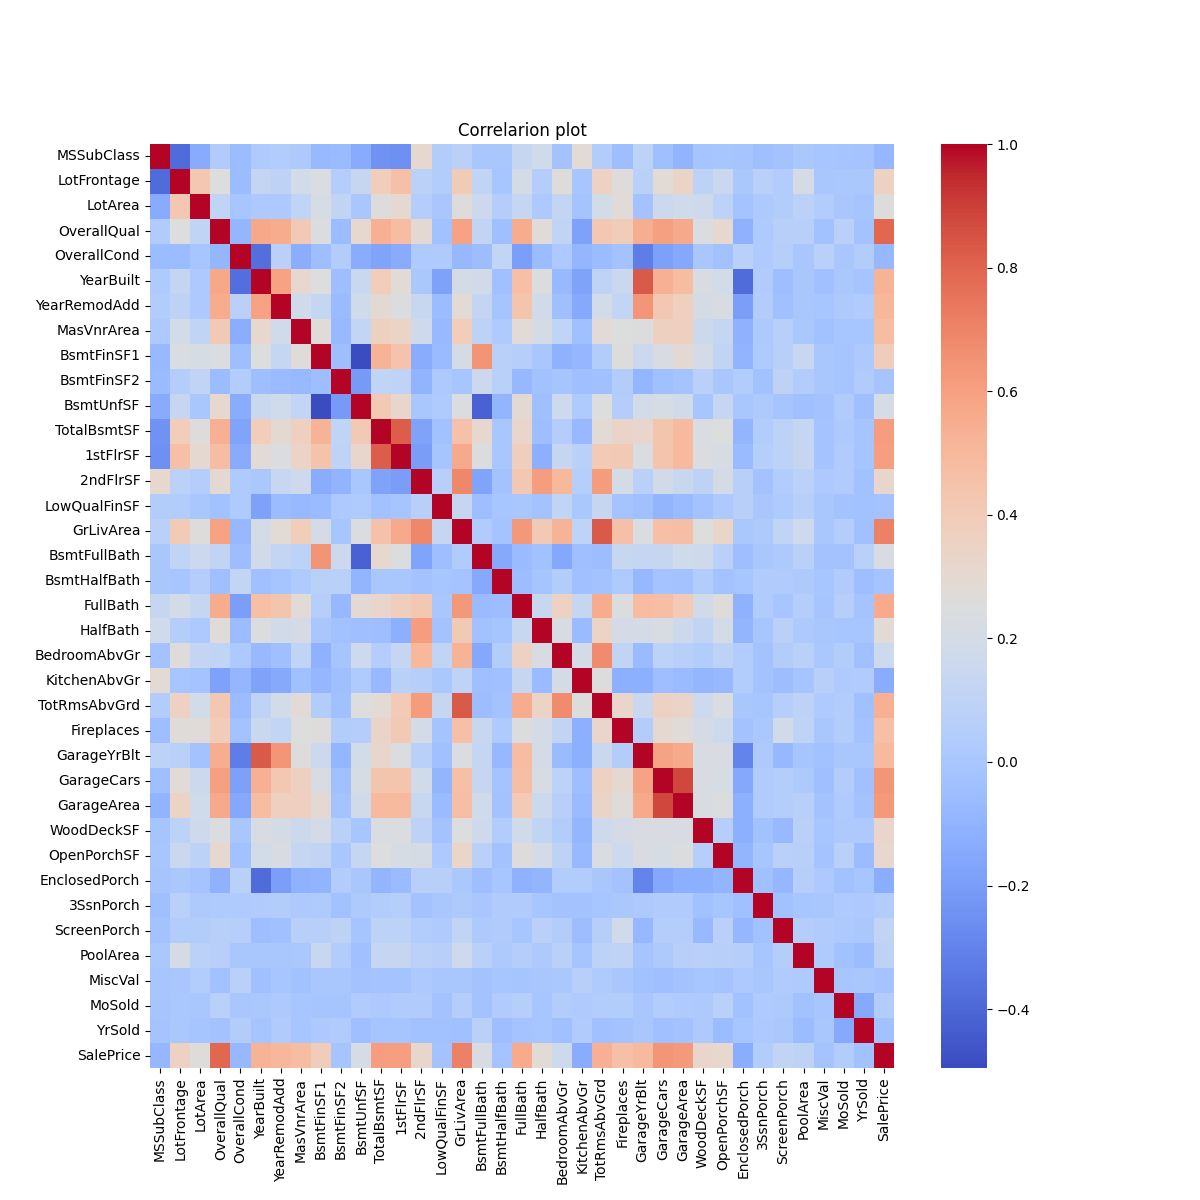 Correlarion plot
MSSubClass
LotFrontage
LotArea
OverallQual
OverallCond
YearBuilt
YearRemodAdd
MasVnrArea
BsmtFinSF1
BsmtFinSF2
BsmtUnfSF
TotalBsmtSF
1stFlrSF
2ndFlrSF
LowQualFinSF
GrLivArea
BsmtFullBath
BsmtHalfBath
FullBath
HalfBath
BedroomAbvGr
KitchenAbvGr
TotRmsAbvGrd
Fireplaces
GarageYrBlt
GarageCars
GarageArea
WoodDeckSF
OpenPorchSF
EnclosedPorch
3SsnPorch
ScreenPorch
PoolArea
MiscVal
MoSold
YrSold
SalePrice
MSSubClass
LotFrontage
LotArea
OverallQual
OverallCond
YearBuilt
YearRemodAdd
MasVnrArea
BsmtFinSF1
BsmtFinSF2
BsmtUnfSF
TotalBsmtSF
1stFlrSF
2ndFlrSF
LowQualFinSF
GrLivArea
BsmtFullBath
BsmtHalfBath
FullBath
HalfBath
BedroomAbvGr
KitchenAbvGr
TotRmsAbvGrd
Fireplaces
GarageYrBlt
GarageCars
GarageArea
WoodDeckSF
OpenPorchSF
EnclosedPorch
3SsnPorch
ScreenPorch
PoolArea
MiscVal
MoSold
YrSold
SalePrice
1.0
0.8
0.6
0.4
0.2
0.0
−0.2
−0.4